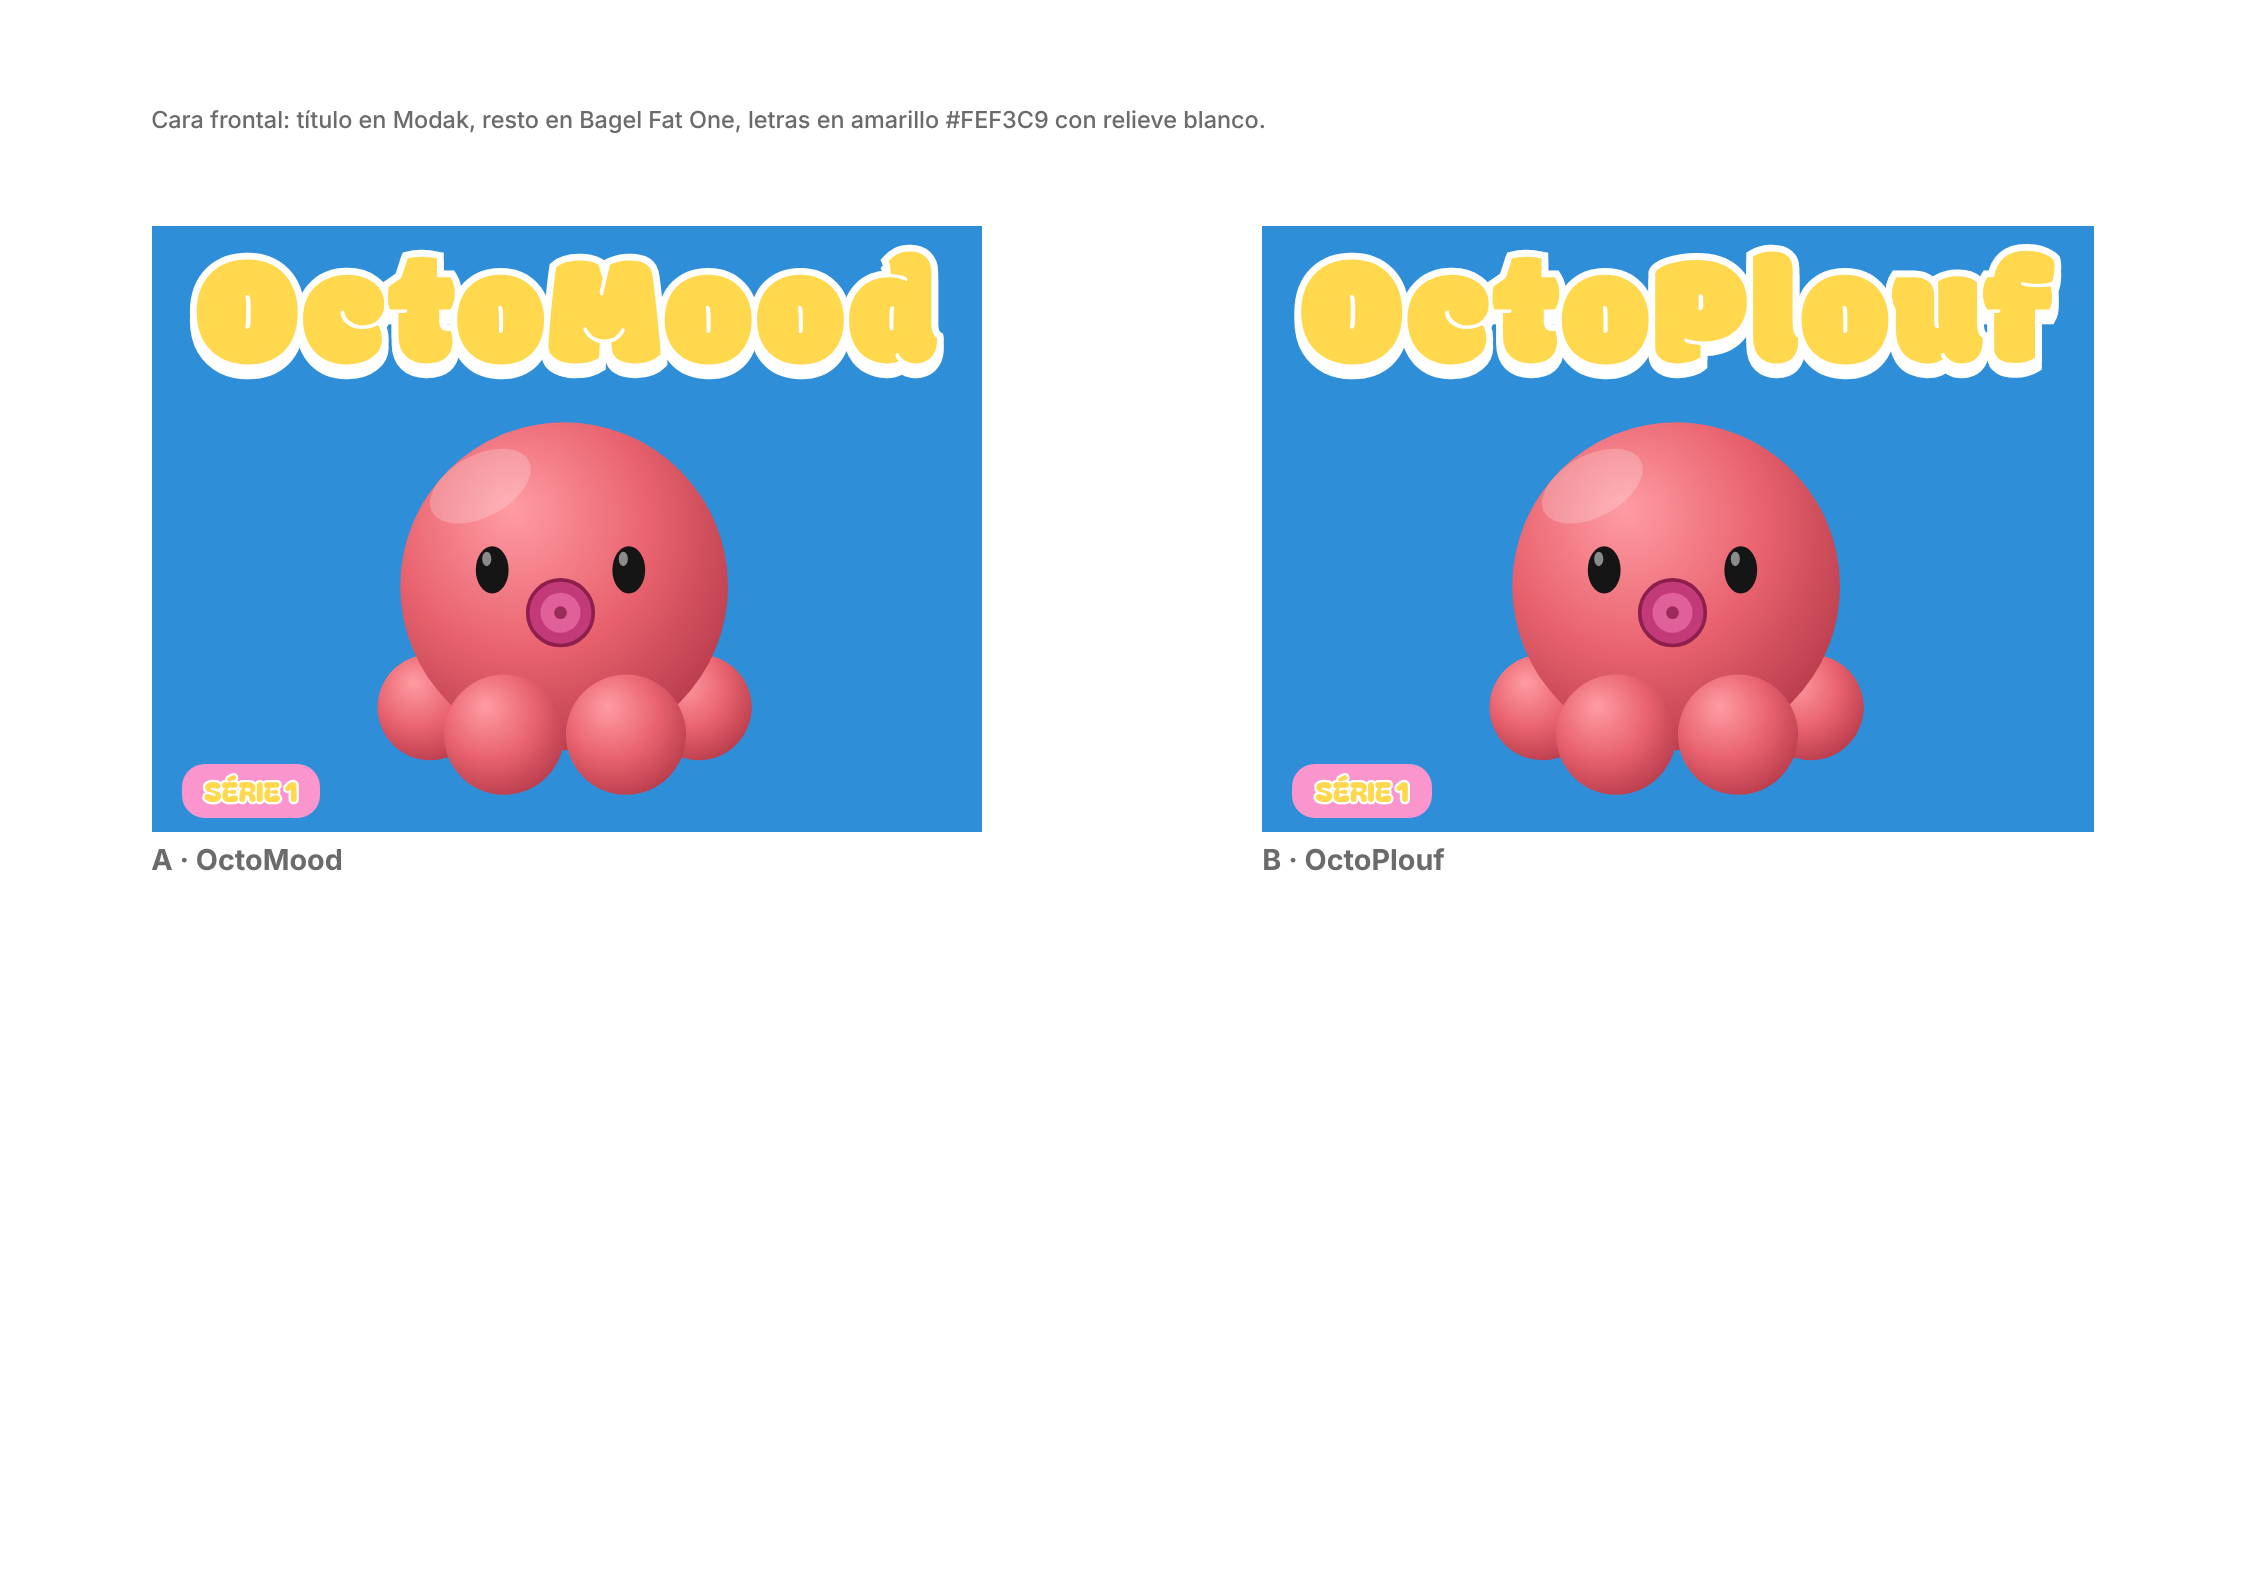 Cara frontal: título en Modak, resto en Bagel Fat One, letras en amarillo #FEF3C9 con relieve blanco.
OctoMood
SÉRIE 1
A · OctoMood
OctoPlouf
SÉRIE 1
B · OctoPlouf